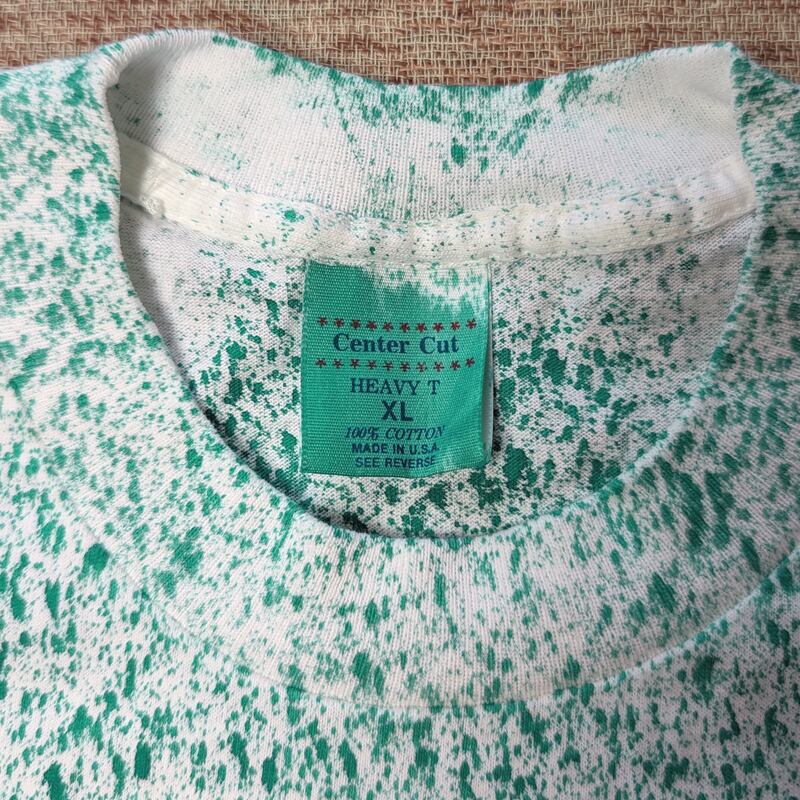 Center Cut
HEAVY T
XL
100% COTTON
MADE IN U.S.A.
SEE REVERSE